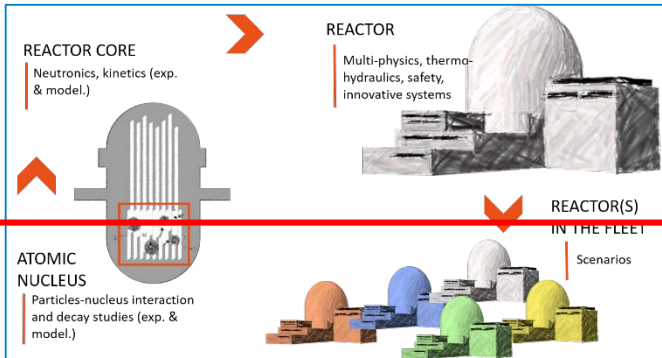 REACTOR CORE
Neutronics, kinetics (exp.
& model.)
REACTOR
Multi-physics, thermo-
hydraulics, safety,
innovative systems
ATOMIC
NUCLEUS
Particles-nucleus interaction
and decay studies (exp. &
model.)
REACTOR(S)
IN THE FLEET
Scenarios